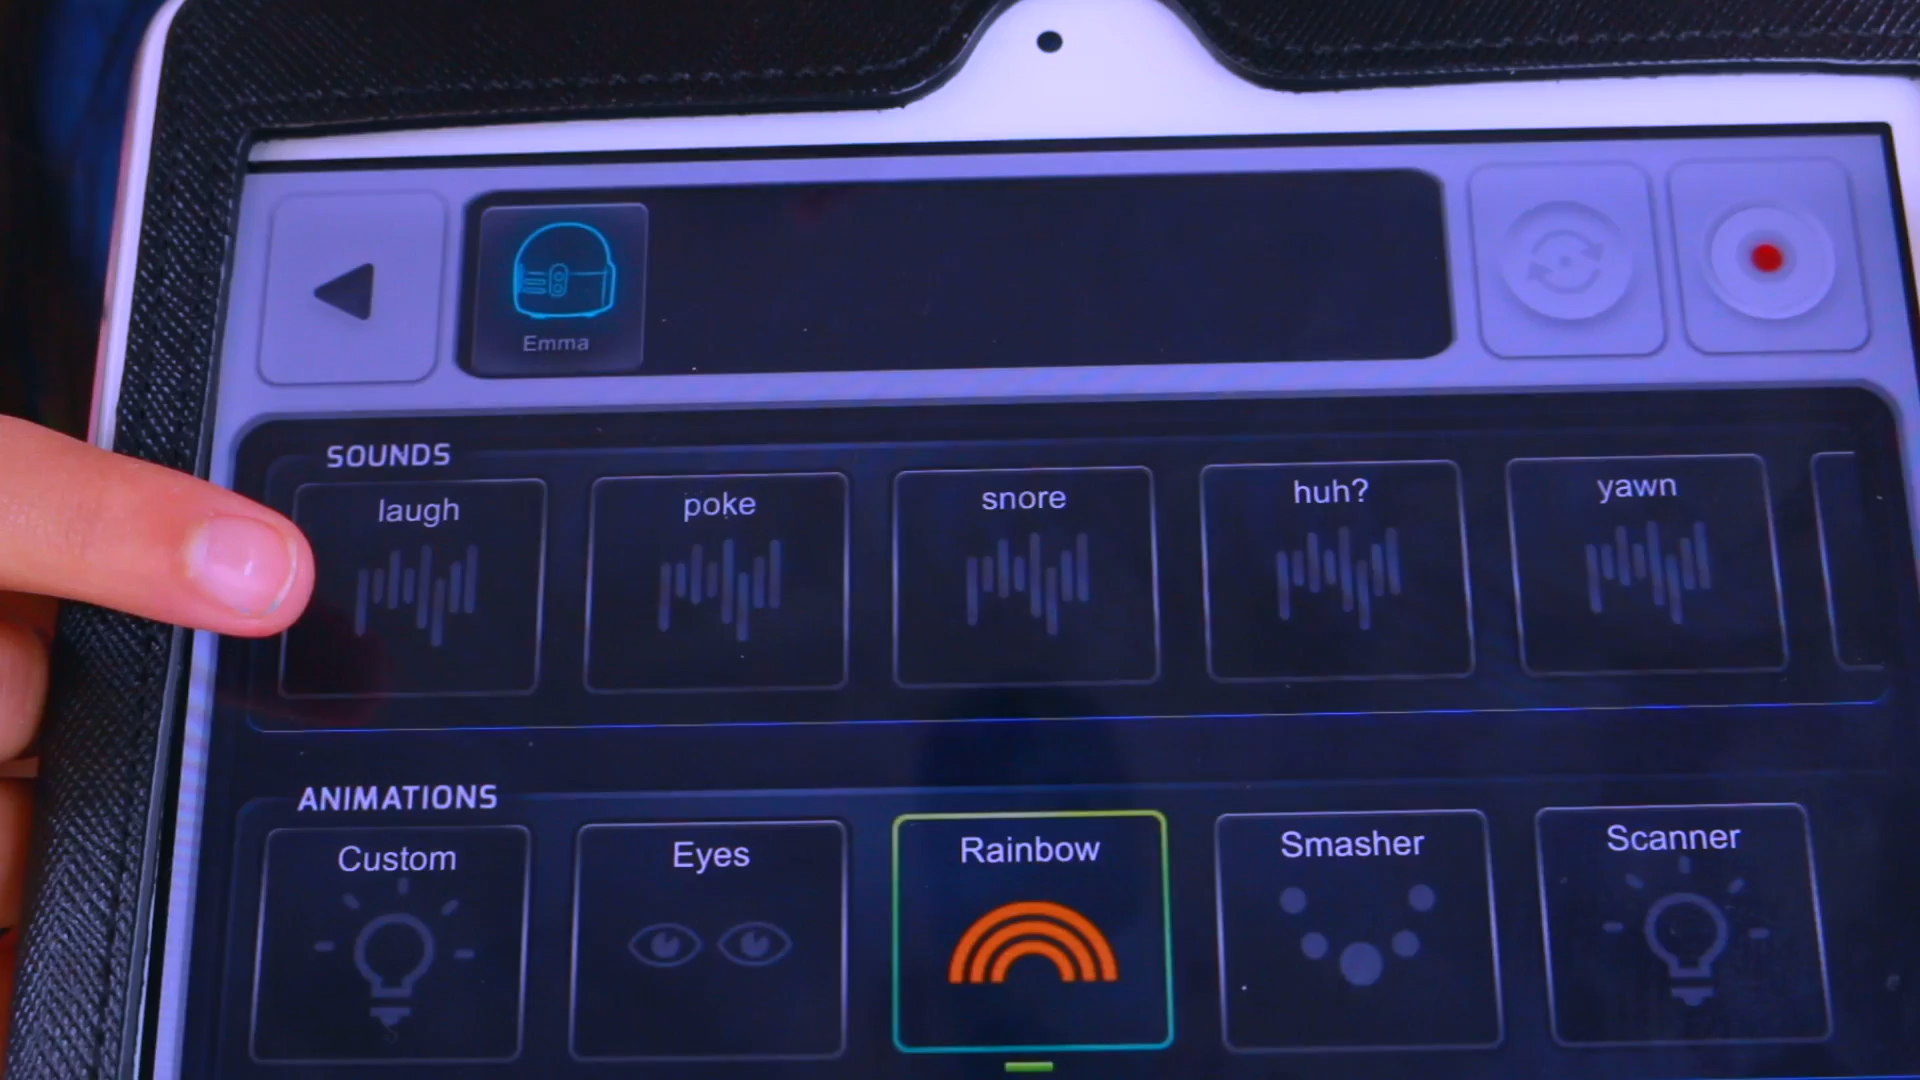 Emma
SOUNDS
laugh
poke
snore
huh?
yawn
ANIMATIONS
Custom
Eyes
Rainbow
Smasher
Scanner